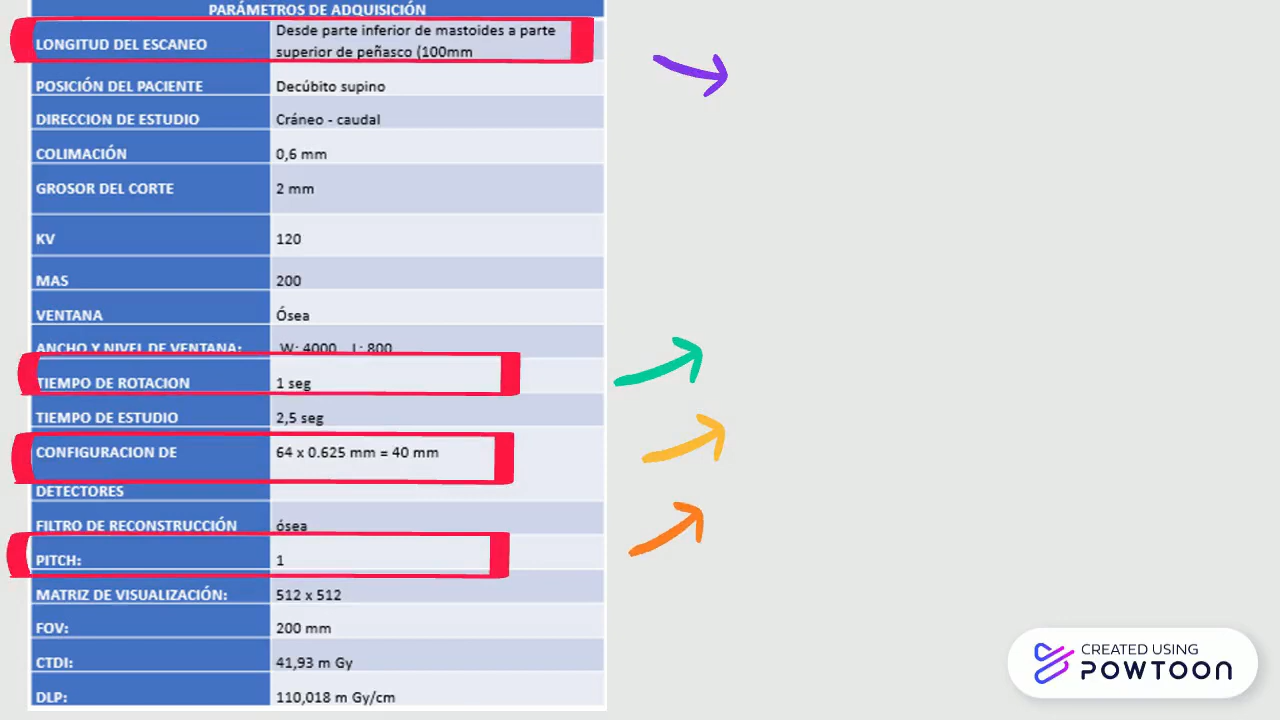 PARÁMETROS DE ADQUISICIÓN
LONGITUD DEL ESCANEO Desde parte inferior de mastoides a parte
superior de peñasco (100mm
POSICIÓN DEL PACIENTE Decúbito supino
DIRECCION DE ESTUDIO Cráneo - caudal
COLIMACIÓN 0,6 mm
GROSOR DEL CORTE 2 mm
KV 120
MAS 200
VENTANA Ósea
ANCHO Y NIVEL DE VENTANA: W: 4000 L: 800
TIEMPO DE ROTACION 1 seg
TIEMPO DE ESTUDIO 2,5 seg
CONFIGURACION DE 64 x 0.625 mm = 40 mm
DETECTORES
FILTRO DE RECONSTRUCCIÓN ósea
PITCH: 1
MATRIZ DE VISUALIZACIÓN: 512 x 512
FOV: 200 mm
CTDI: 41,93 m Gy
DLP: 110,018 m Gy/cm
CREATED USING
POWTOON